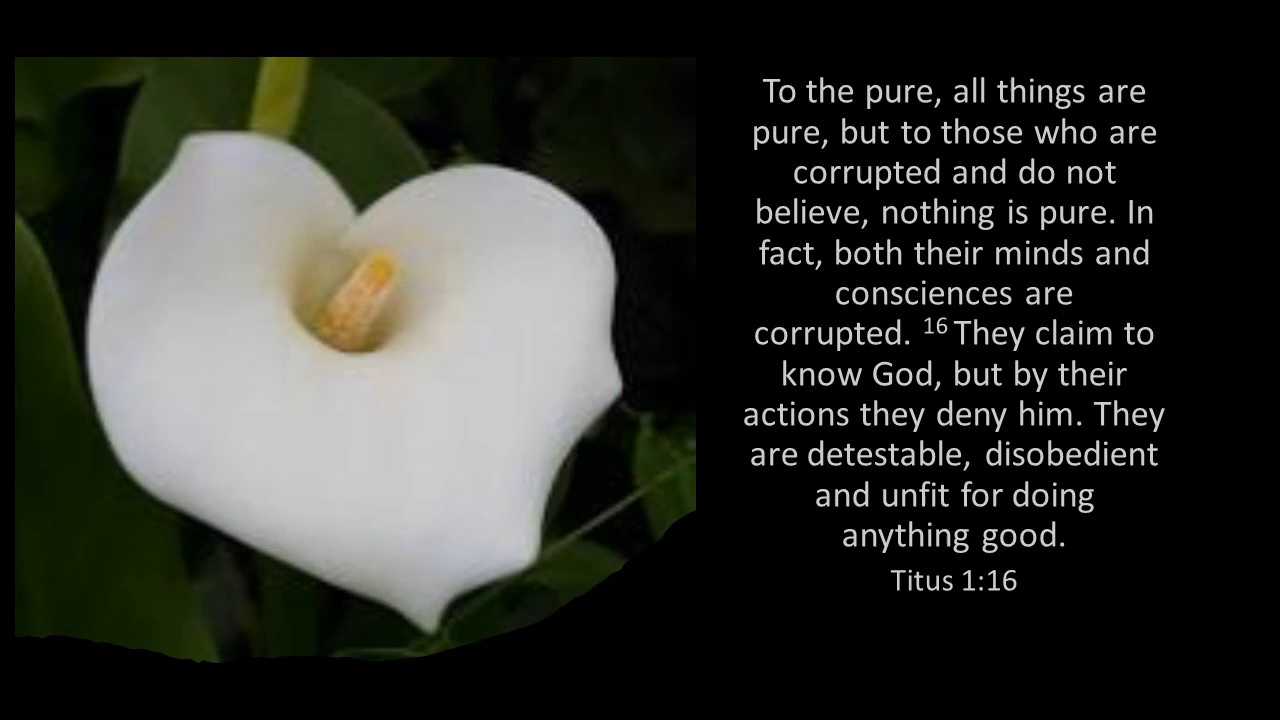 To the pure, all things are
pure, but to those who are
corrupted and do not
believe, nothing is pure. In
fact, both their minds and
consciences are
corrupted. 16 They claim to
know God, but by their
actions they deny him. They
are detestable, disobedient
and unfit for doing
anything good.
Titus 1:16